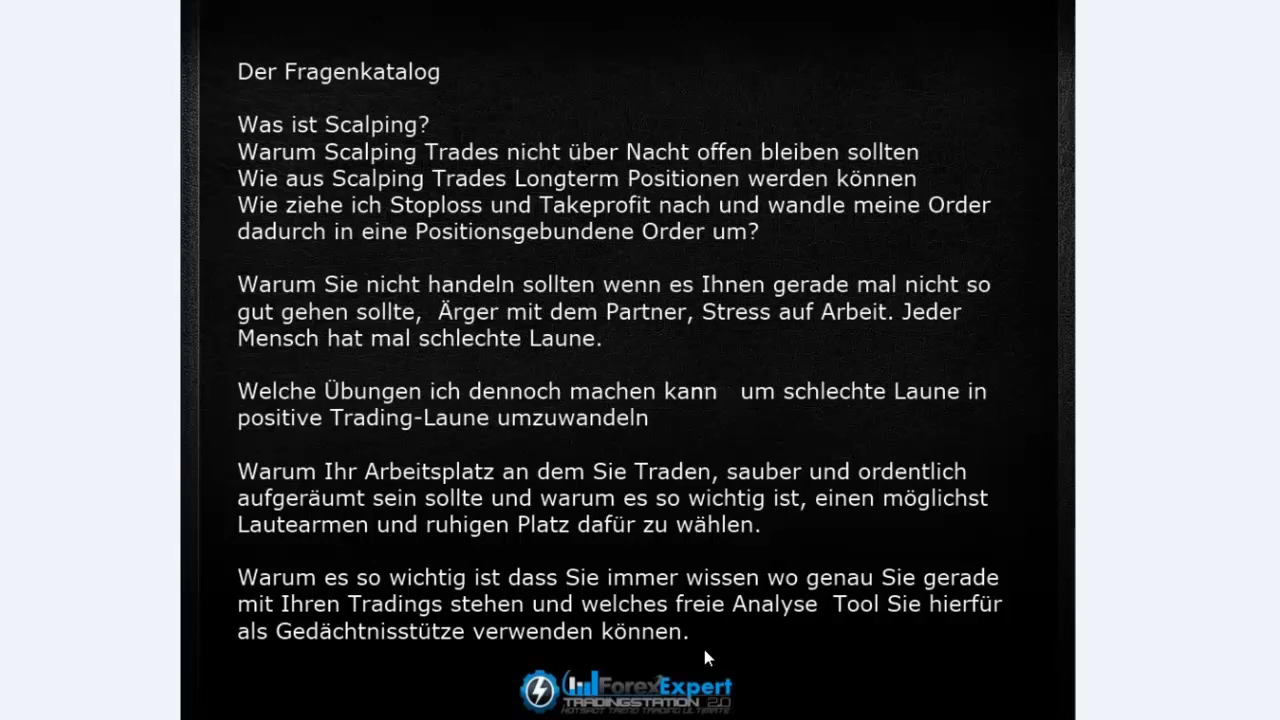 Der Fragenkatalog
Was ist Scalping?
Warum Scalping Trades nicht über Nacht offen bleiben sollten
Wie aus Scalping Trades Longterm Positionen werden können
Wie ziehe ich Stoploss und Takeprofit nach und wandle meine Order
dadurch in eine Positionsgebundene Order um?
Warum Sie nicht handeln sollten wenn es Ihnen gerade mal nicht so
gut gehen sollte,  Ärger mit dem Partner, Stress auf Arbeit. Jeder
Mensch hat mal schlechte Laune.
Welche Übungen ich dennoch machen kann   um schlechte Laune in
positive Trading-Laune umzuwandeln
Warum Ihr Arbeitsplatz an dem Sie Traden, sauber und ordentlich
aufgeräumt sein sollte und warum es so wichtig ist, einen möglichst
Lautearmen und ruhigen Platz dafür zu wählen.
Warum es so wichtig ist dass Sie immer wissen wo genau Sie gerade
mit Ihren Tradings stehen und welches freie Analyse  Tool Sie hierfür
als Gedächtnisstütze verwenden können.
ForexExpert
TRADINGSTATION 2.0
HOTSPOT TREND TRADING ULTIMATE